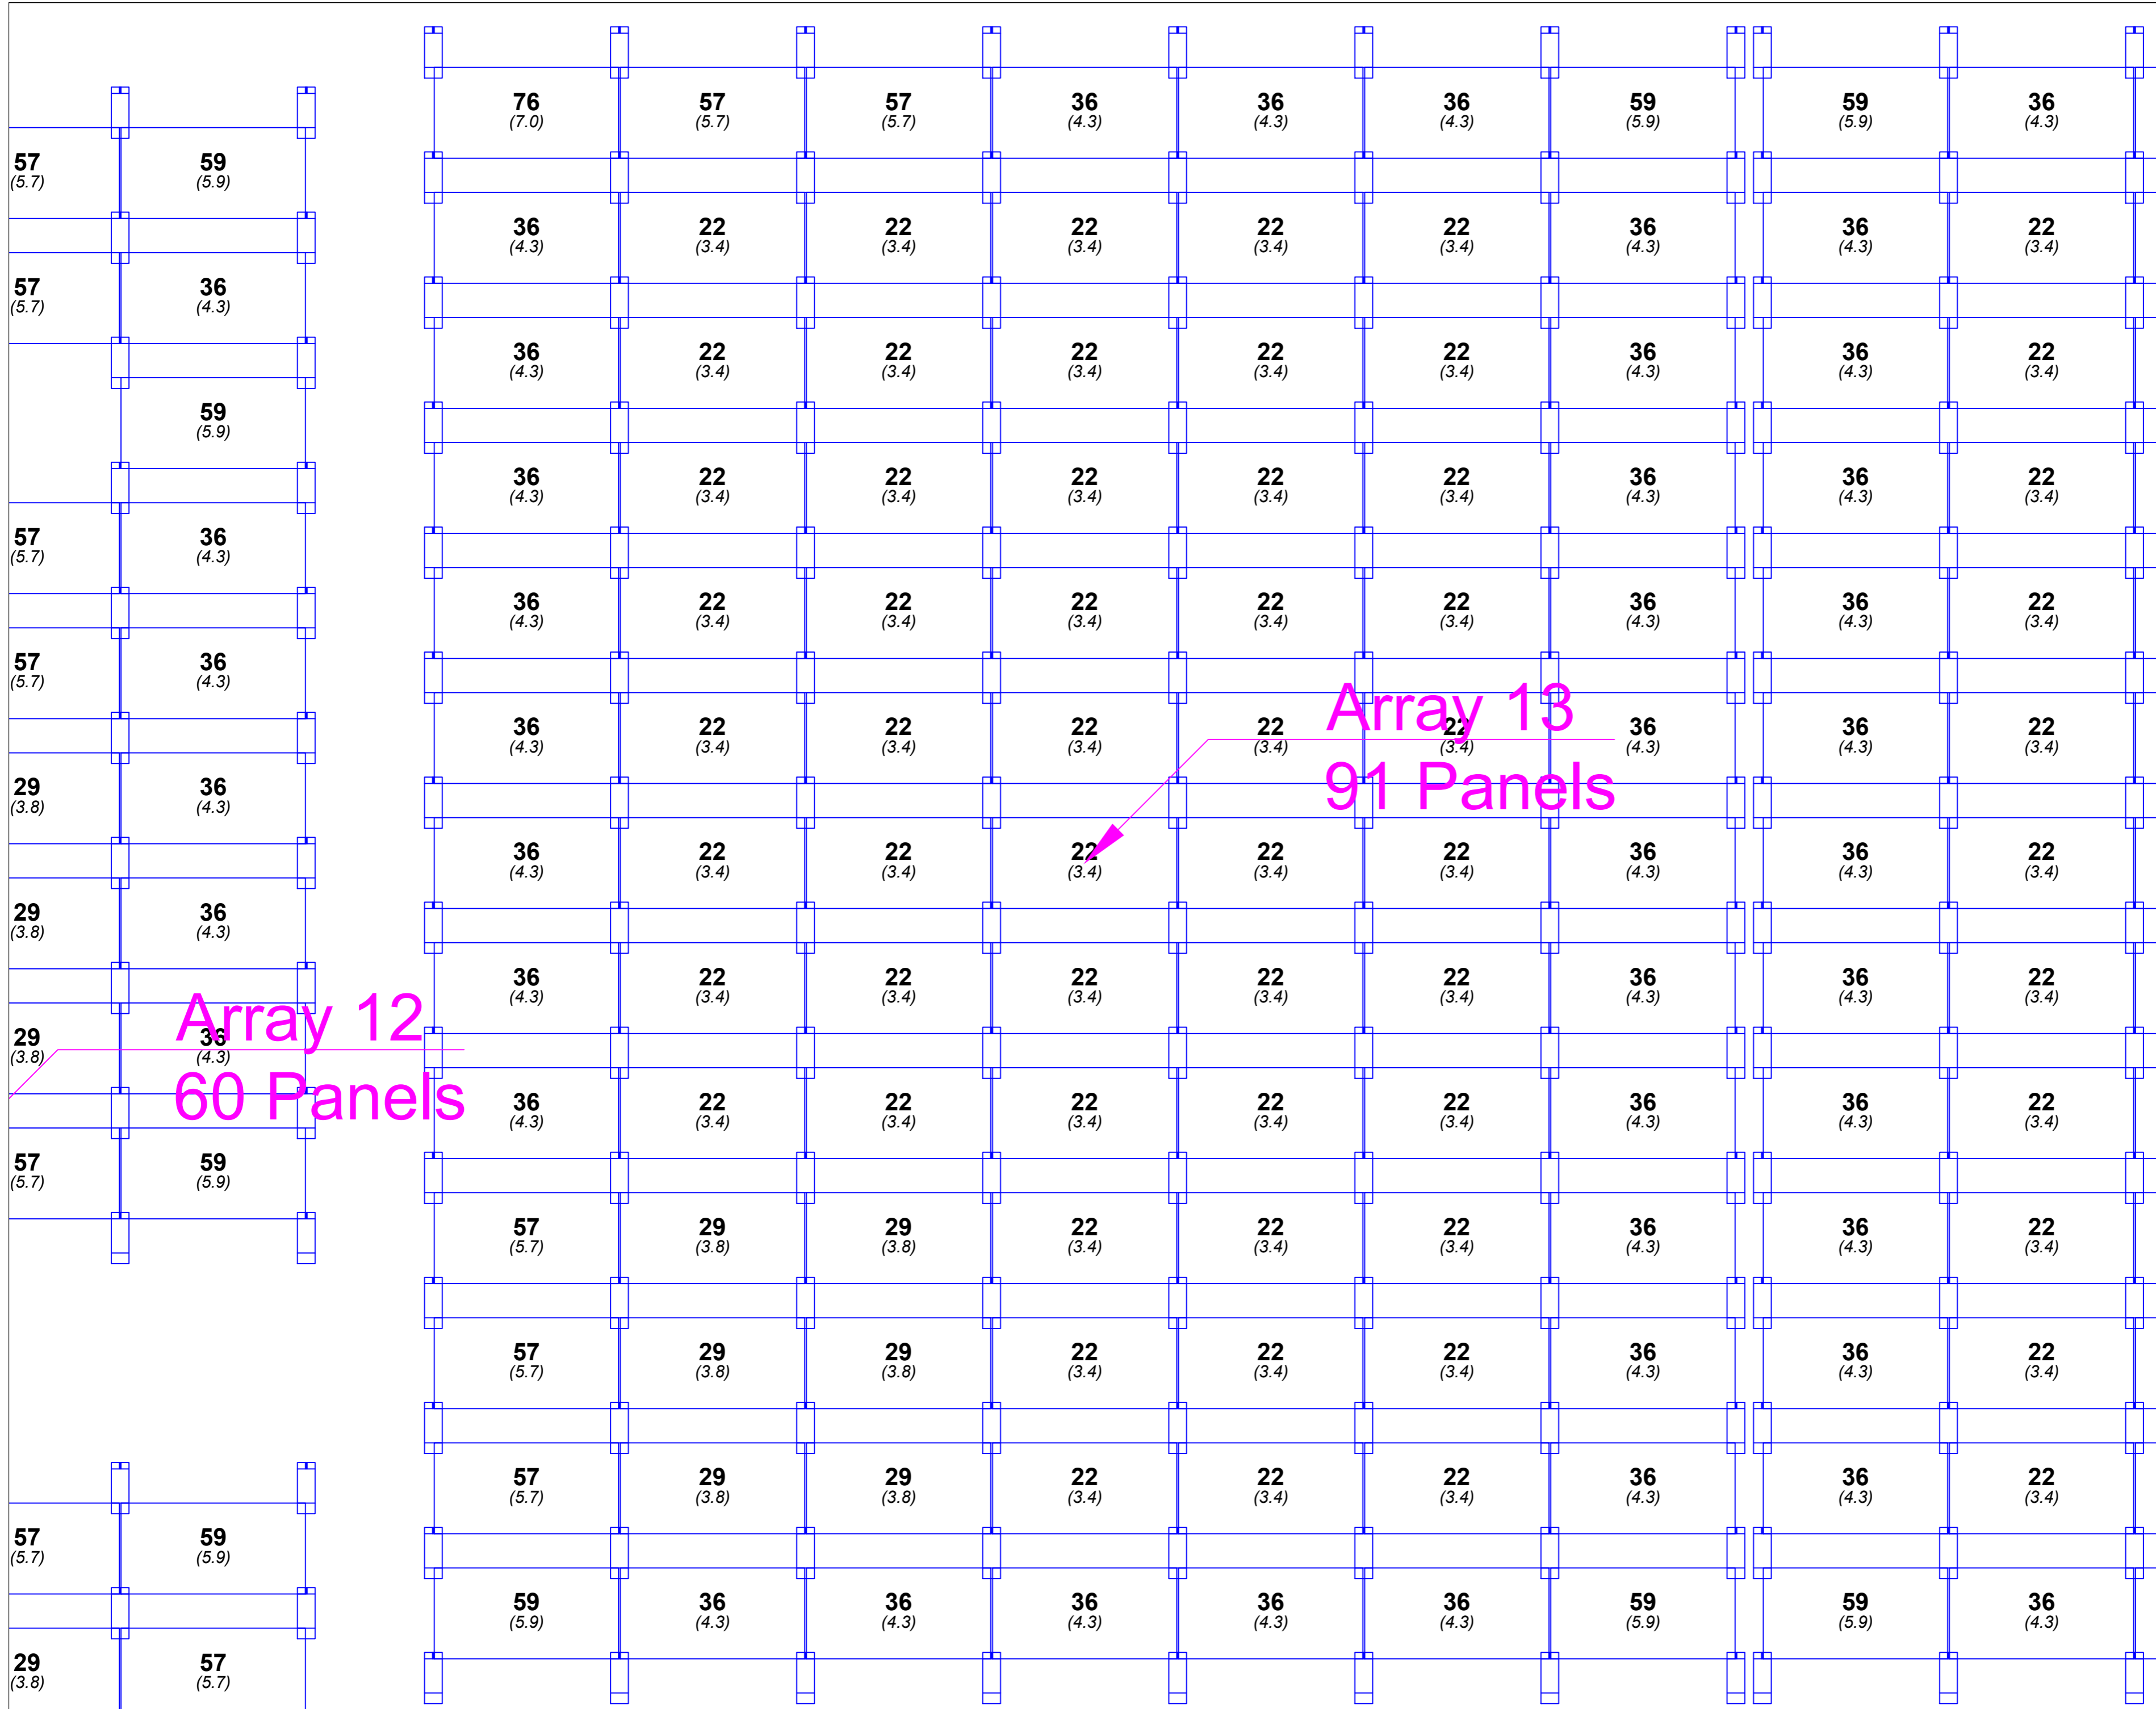 76 57 57 36 36 36 59 59 36
(7.0) (5.7) (5.7) (4.3) (4.3) (4.3) (5.9) (5.9) (4.3)
57 59
(5.7) (5.9)
36 22 22 22 22 22 36 36 22
(4.3) (3.4) (3.4) (3.4) (3.4) (3.4) (4.3) (4.3) (3.4)
57 36
(5.7) (4.3)
36 22 22 22 22 22 36 36 22
(4.3) (3.4) (3.4) (3.4) (3.4) (3.4) (4.3) (4.3) (3.4)
59
(5.9)
36 22 22 22 22 22 36 36 22
(4.3) (3.4) (3.4) (3.4) (3.4) (3.4) (4.3) (4.3) (3.4)
57 36
(5.7) (4.3)
36 22 22 22 22 22 36 36 22
(4.3) (3.4) (3.4) (3.4) (3.4) (3.4) (4.3) (4.3) (3.4)
57 36
(5.7) (4.3)
Array 13
36 22 22 22 22 22 36 36 22
(4.3) (3.4) (3.4) (3.4) (3.4) (3.4) (4.3) (4.3) (3.4)
91 Panels
29 36
(3.8) (4.3)
36 22 22 22 22 22 36 36 22
(4.3) (3.4) (3.4) (3.4) (3.4) (3.4) (4.3) (4.3) (3.4)
29 36
(3.8) (4.3)
36 22 22 22 22 22 36 36 22
(4.3) (3.4) (3.4) (3.4) (3.4) (3.4) (4.3) (4.3) (3.4)
Array 12
29 36
(3.8) (4.3)
60 Panels
36 22 22 22 22 22 36 36 22
(4.3) (3.4) (3.4) (3.4) (3.4) (3.4) (4.3) (4.3) (3.4)
57 59
(5.7) (5.9)
57 29 29 22 22 22 36 36 22
(5.7) (3.8) (3.8) (3.4) (3.4) (3.4) (4.3) (4.3) (3.4)
57 29 29 22 22 22 36 36 22
(5.7) (3.8) (3.8) (3.4) (3.4) (3.4) (4.3) (4.3) (3.4)
57 29 29 22 22 22 36 36 22
(5.7) (3.8) (3.8) (3.4) (3.4) (3.4) (4.3) (4.3) (3.4)
57 59
(5.7) (5.9)
59 36 36 36 36 36 59 59 36
(5.9) (4.3) (4.3) (4.3) (4.3) (4.3) (5.9) (5.9) (4.3)
29 57
(3.8) (5.7)